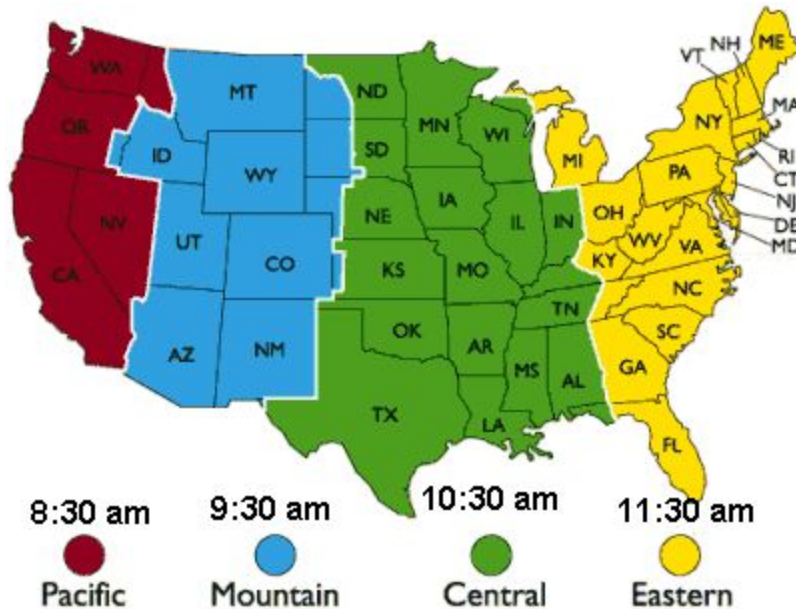 ME
NH
VT
WA
MT
ND
MA
OR
MN
NY
ID
SD
WI
MI
RI
WY
PA
CT
IA
NJ
NE
OH
NV
IL
IN
DE
UT
WV
VA
MD
CO
KY
CA
KS
MO
NC
TN
OK
SC
AZ
NM
AR
GA
MS
AL
TX
LA
FL
8:30 am 9:30 am 10:30 am 11:30 am
Pacific Mountain Central Eastern